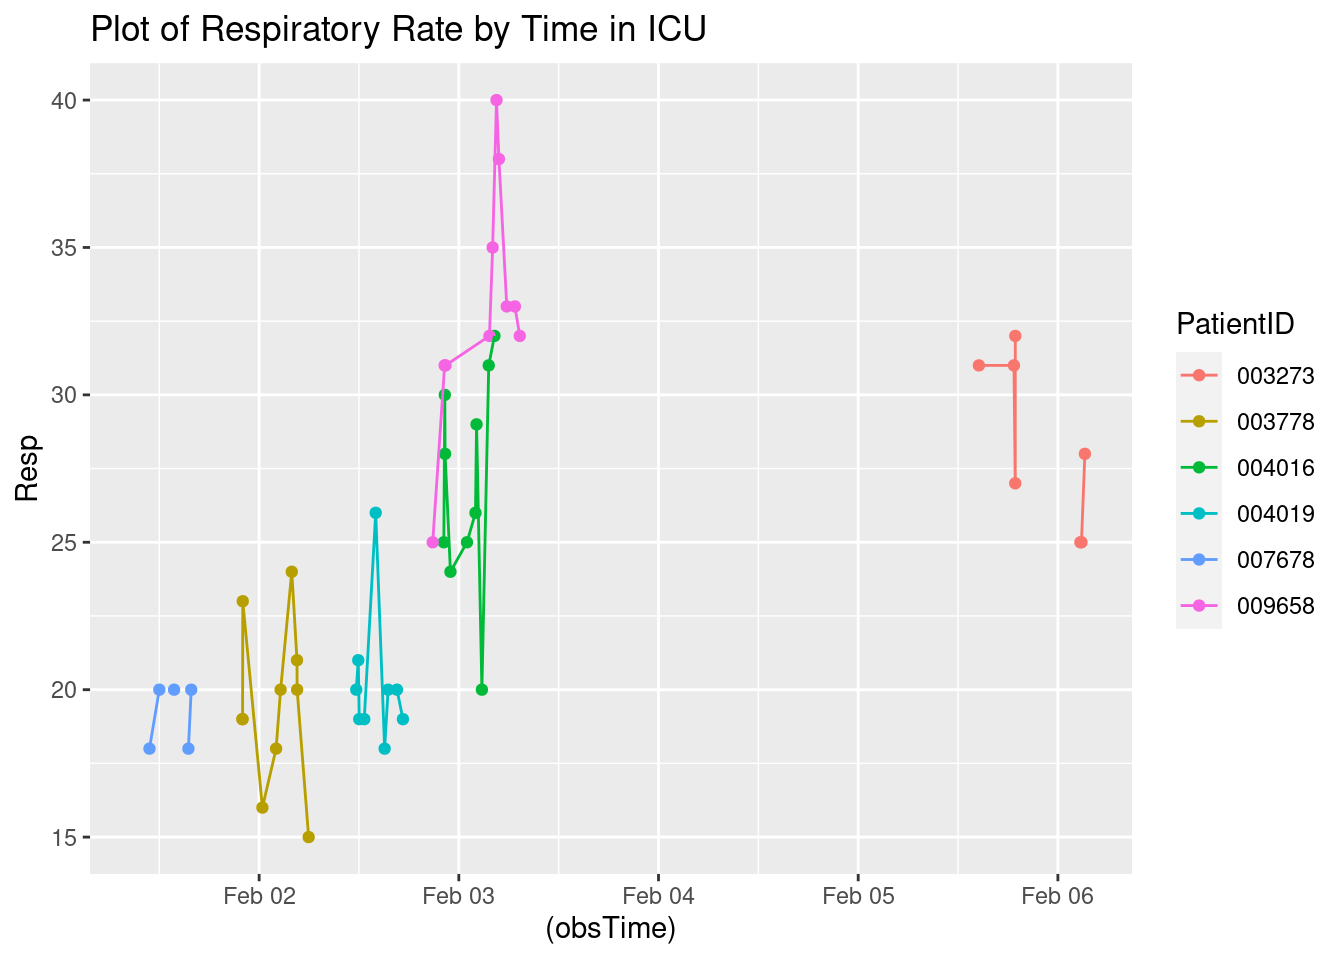 Plot of Respiratory Rate by Time in ICU
40
35
30
25
20
15
Resp
Feb 02 Feb 03 Feb 04 Feb 05 Feb 06
(obsTime)
PatientID
003273
003778
004016
004019
007678
009658